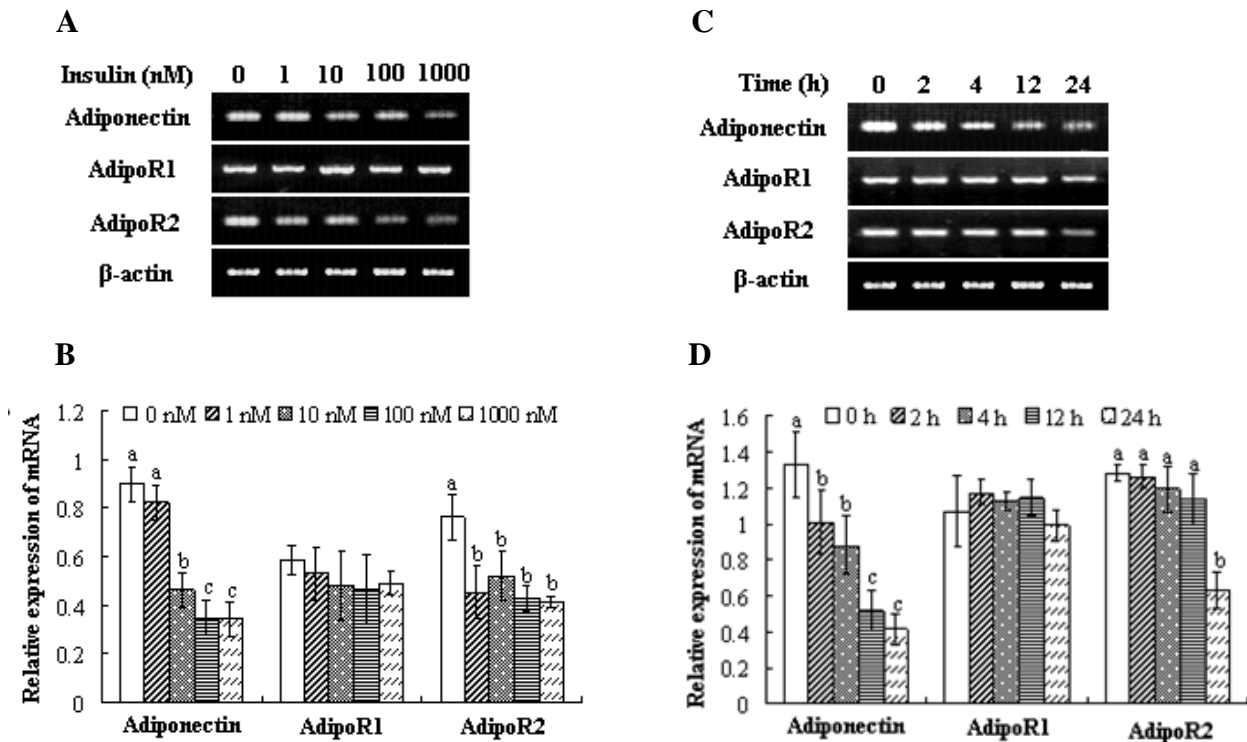 A
Insulin (nM) 0 1 10 100 1000
Adiponectin
AdipoR1
AdipoR2
β-actin
C
Time (h) 0 2 4 12 24
Adiponectin
AdipoR1
AdipoR2
β-actin
B
Relative expression of mRNA
1.2
1
0.8
0.6
0.4
0.2
0
0 nM 1 nM 10 nM 100 nM 1000 nM
a a b c c
a b b b b
Adiponectin AdipoR1 AdipoR2
D
Relative expression of mRNA
1.6
1.4
1.2
1
0.8
0.6
0.4
0.2
0
0 h 2 h 4 h 12 h 24 h
a b b c c
a a a a b
Adiponectin AdipoR1 AdipoR2